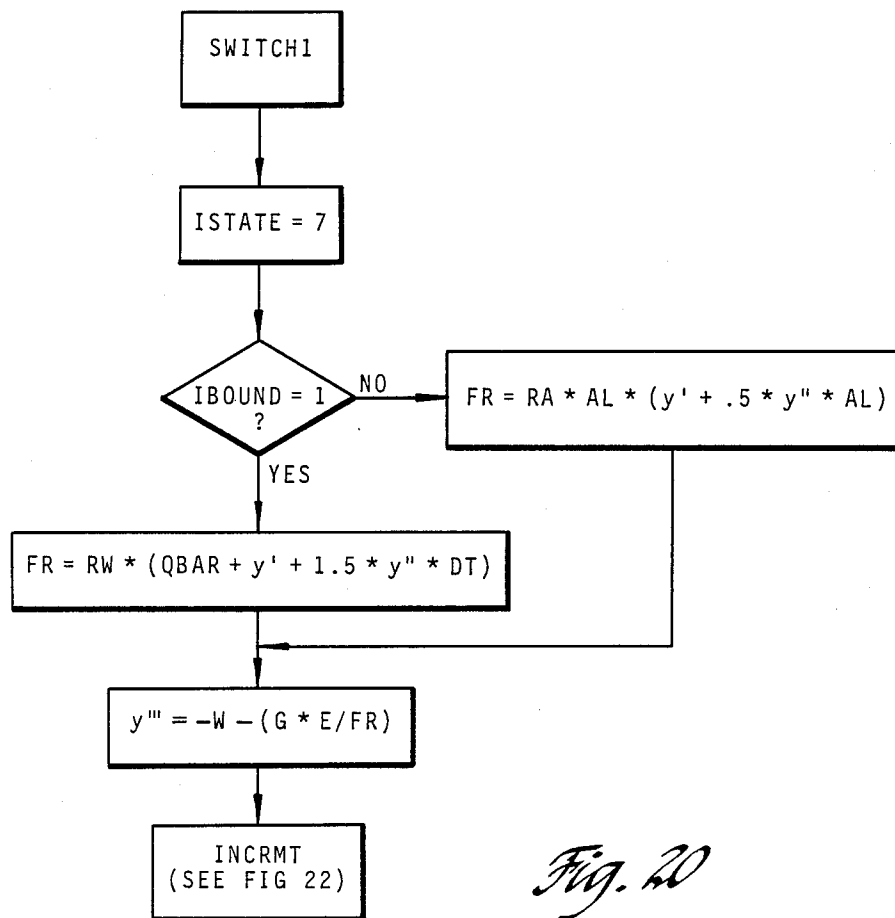 SWITCH1
ISTATE = 7
IBOUND = 1
?
NO
FR = RA * AL * (y' + .5 * y" * AL)
YES
FR = RW * (QBAR + y' + 1.5 * y" * DT)
y"' = -W - (G * E/FR)
INCRMT
(SEE FIG 22)
Fig. 20